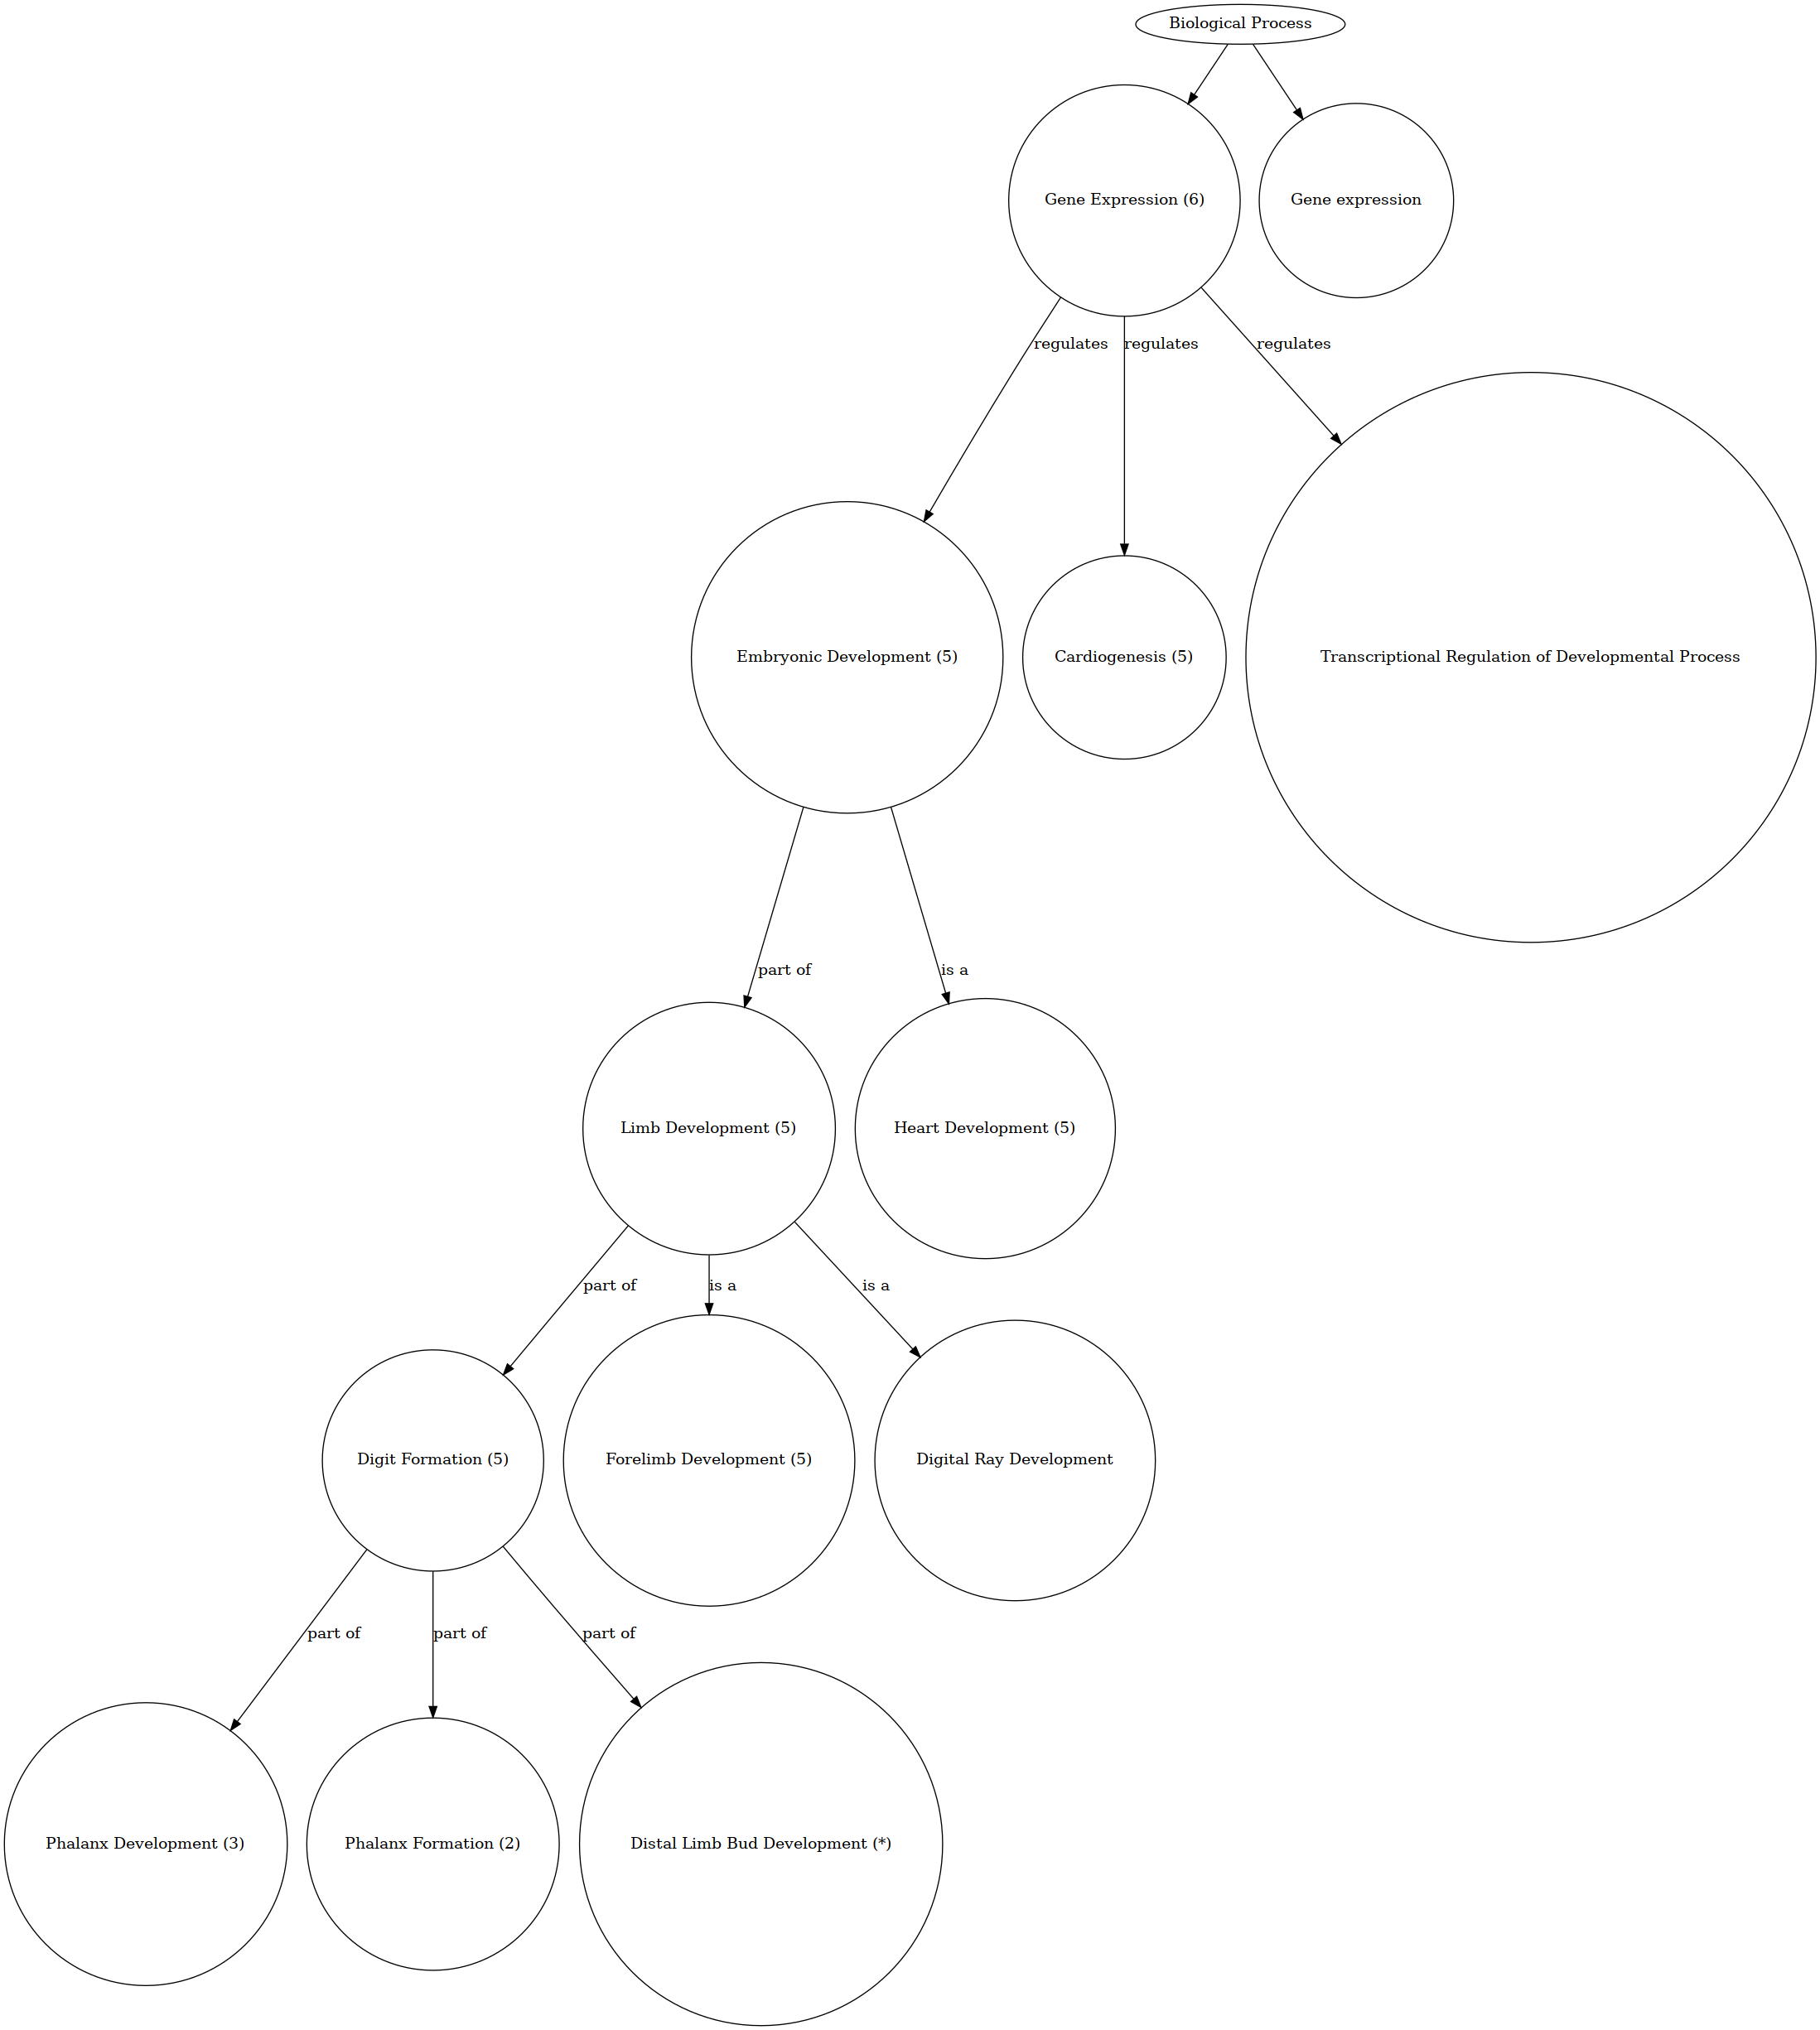 Biological Process
Gene Expression (6)
Gene expression
regulates
regulates
regulates
Embryonic Development (5)
Cardiogenesis (5)
Transcriptional Regulation of Developmental Process
part of
is a
Limb Development (5)
Heart Development (5)
part of
is a
is a
Digit Formation (5)
Forelimb Development (5)
Digital Ray Development
part of
part of
part of
Phalanx Development (3)
Phalanx Formation (2)
Distal Limb Bud Development (*)